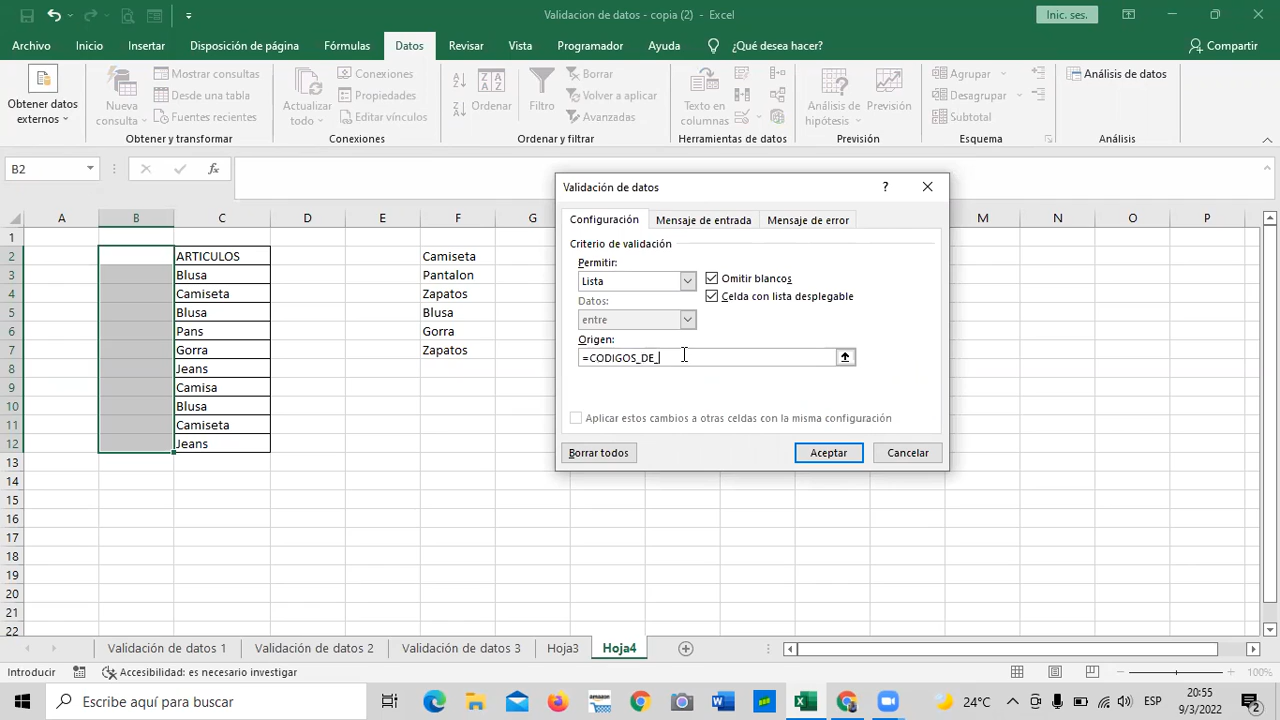 Validacion de datos - copia (2) - Excel
Inic. ses.
Archivo Inicio Insertar Disposición de página Fórmulas Datos Revisar Vista Programador Ayuda ¿Qué desea hacer? Compartir
Obtener datos externos
Nueva consulta
Mostrar consultas
Desde una tabla
Fuentes recientes
Obtener y transformar
Actualizar todo
Conexiones
Propiedades
Editar vínculos
Conexiones
Ordenar
Filtro
Borrar
Volver a aplicar
Avanzadas
Ordenar y filtrar
Texto en columnas
Herramientas de datos
Análisis de hipótesis
Previsión
Previsión
Agrupar
Desagrupar
Subtotal
Esquema
Análisis de datos
Análisis
B2
fx
A B C D E F G M N O P
1
2 ARTICULOS Camiseta
3 Blusa Pantalon
4 Camiseta Zapatos
5 Blusa Blusa
6 Pans Gorra
7 Gorra Zapatos
8 Jeans
9 Camisa
10 Blusa
11 Camiseta
12 Jeans
13
14
15
16
17
18
19
20
21
22
Validación de datos
?
Configuración Mensaje de entrada Mensaje de error
Criterio de validación
Permitir:
Lista
Omitir blancos
Celda con lista desplegable
Datos:
entre
Origen:
=CODIGOS_DE_
Aplicar estos cambios a otras celdas con la misma configuración
Borrar todos Aceptar Cancelar
Validación de datos 1 Validación de datos 2 Validación de datos 3 Hoja3 Hoja4
Introducir Accesibilidad: es necesario investigar 100%
Escribe aquí para buscar
24°C
ESP
20:55
9/3/2022
2